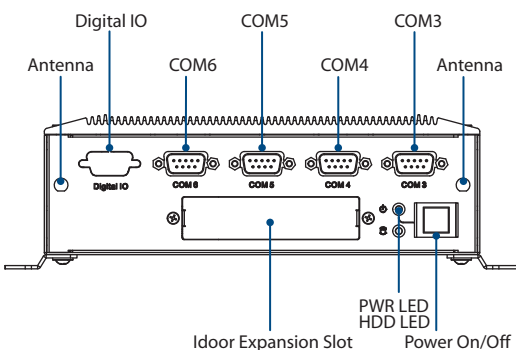 Digital IO
COM5
COM3
Antenna
COM6
COM4
Antenna
Digital IO
COM 6
COM 5
COM 4
COM 3
PWR LED
HDD LED
Idoor Expansion Slot
Power On/Off